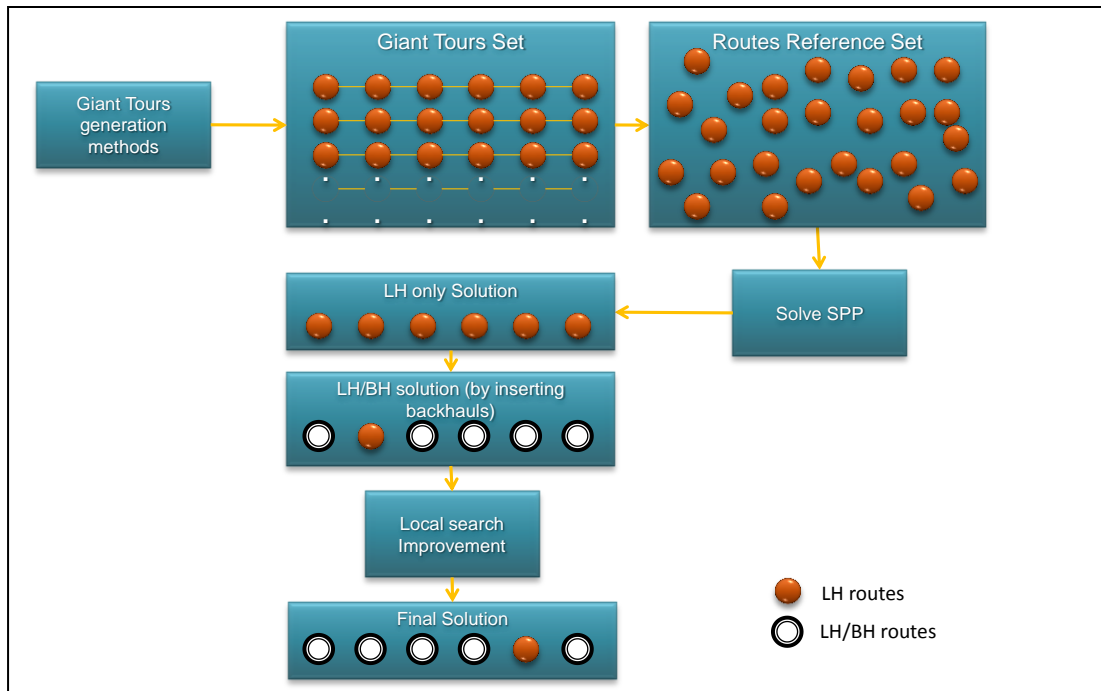 Giant Tours
generation
methods
Giant Tours Set
Routes Reference Set
Solve SPP
LH only Solution
LH/BH solution (by inserting
backhauls)
Local search
Improvement
Final Solution
LH routes
LH/BH routes